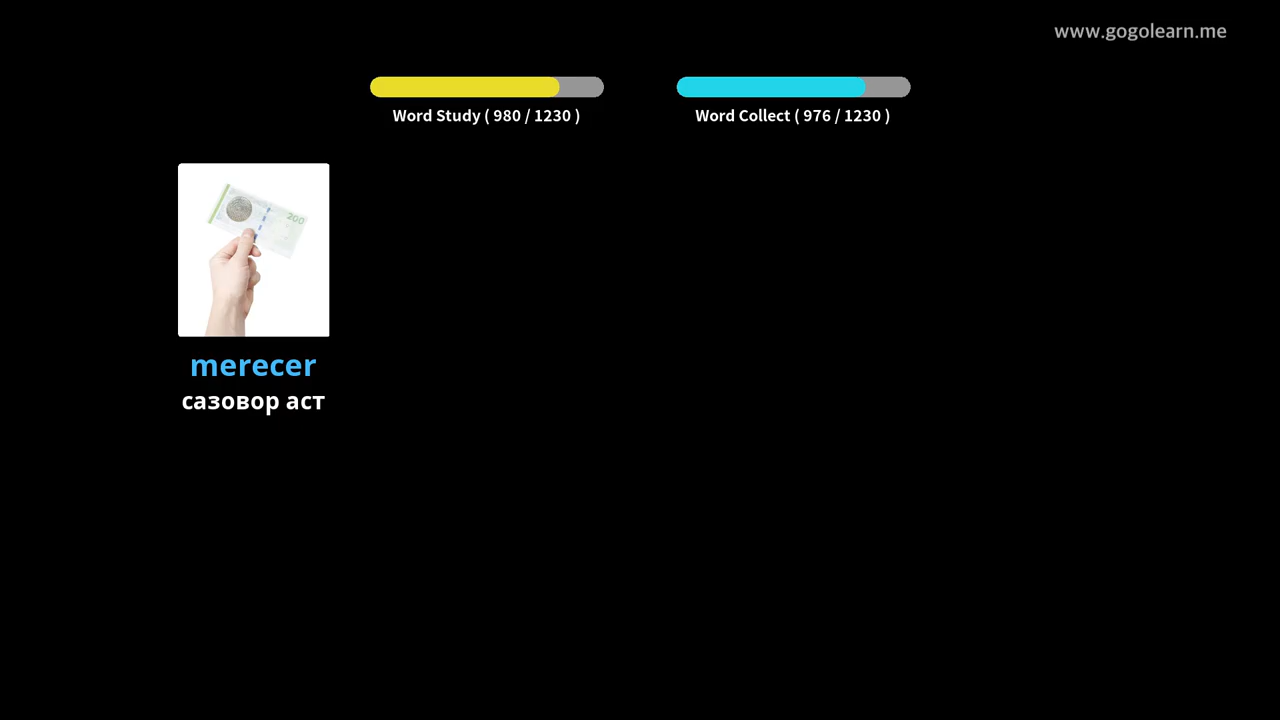 www.gogolearn.me
Word Study ( 980 / 1230 )
Word Collect ( 976 / 1230 )
200
merecer
сазовор аст